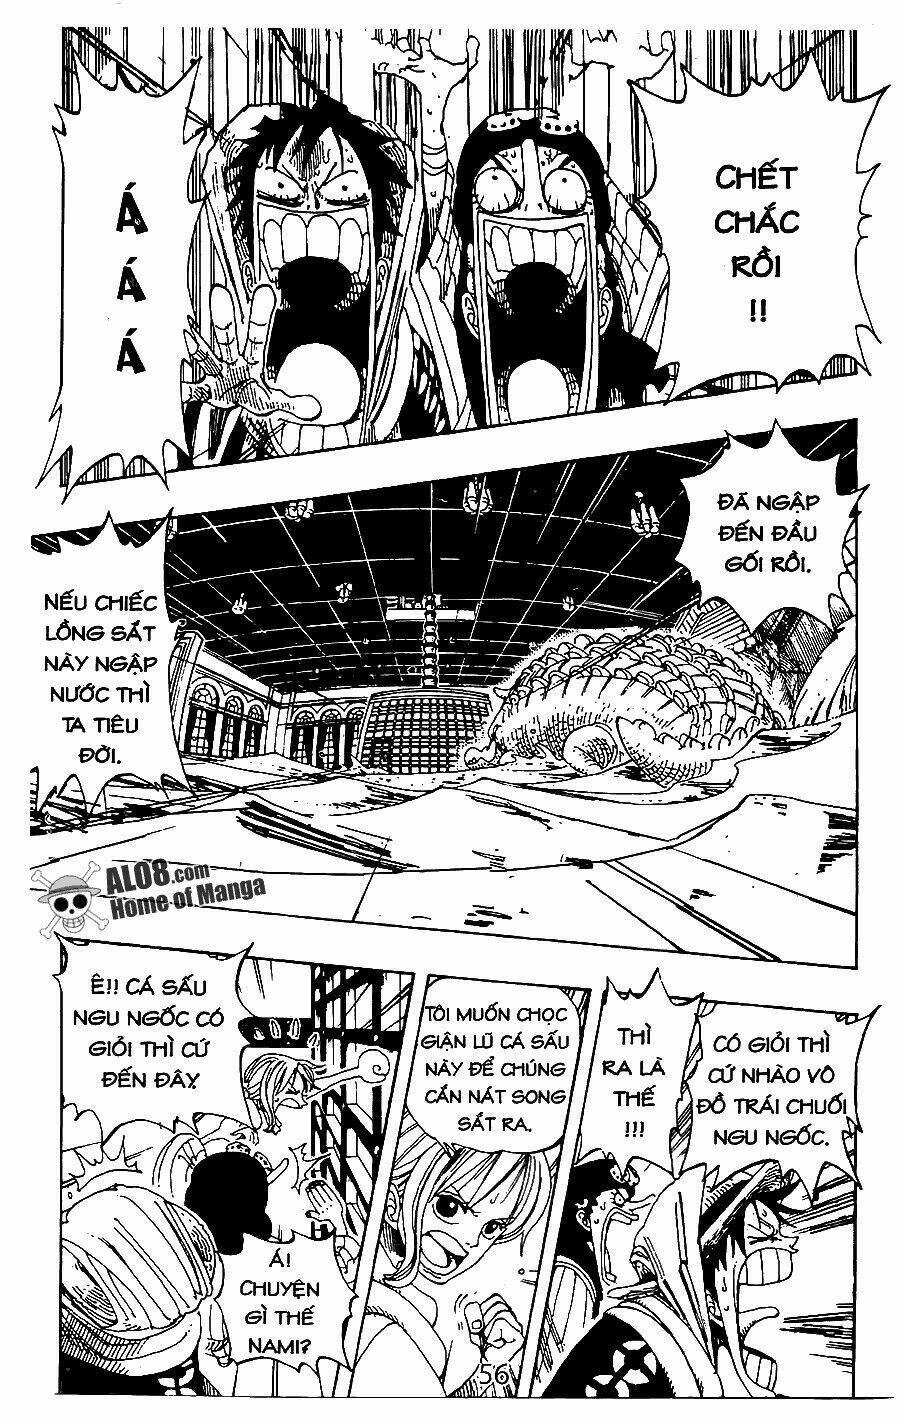 CHẾT
CHẮC
RỒI
!!
Á
Á
Á
ĐÃ NGẬP
ĐẾN ĐẦU
GỐI RỒI.
NẾU CHIẾC
LỒNG SẮT
NÀY NGẬP
NƯỚC THÌ
TA TIÊU
ĐỜI.
AL08.com
Home of Manga
Ê!! CÁ SẤU
NGU NGỐC CÓ
GIỎI THÌ CỨ
ĐẾN ĐÂY.
Á!
CHUYỆN
GÌ THẾ
NAMI?
TÔI MUỐN CHỌC
GIẬN LŨ CÁ SẤU
NÀY ĐỂ CHÚNG
CẮN NÁT SONG
SẮT RA.
THÌ
RA LÀ
THẾ
!!!
CÓ GIỎI THÌ
CỨ NHÀO VÔ
ĐỒ TRÁI CHUỐI
NGU NGỐC.
56